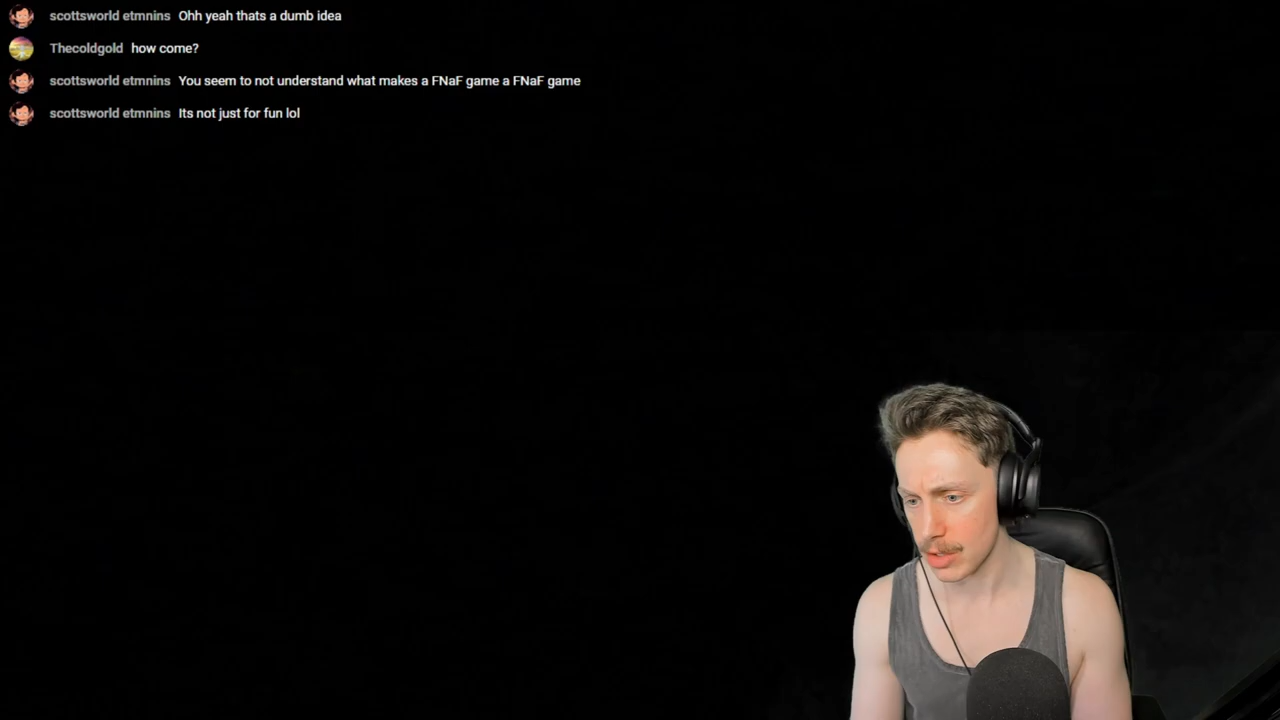 scottsworld etmnins Ohh yeah thats a dumb idea
Thecoldgold how come?
scottsworld etmnins You seem to not understand what makes a FNaF game a FNaF game
scottsworld etmnins Its not just for fun lol